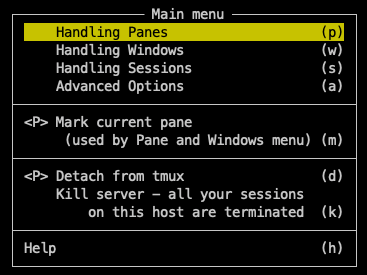 Main menu
Handling Panes (p)
Handling Windows (w)
Handling Sessions (s)
Advanced Options (a)
<P> Mark current pane
(used by Pane and Windows menu) (m)
<P> Detach from tmux (d)
Kill server – all your sessions
on this host are terminated (k)
Help (h)